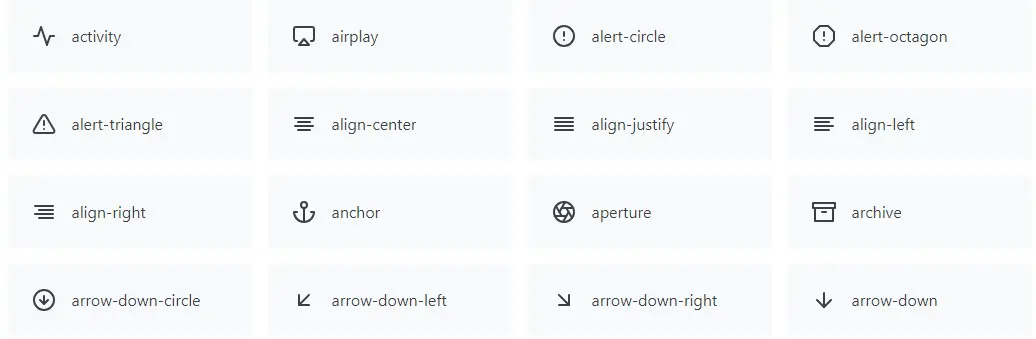 activity
airplay
alert-circle
alert-octagon
alert-triangle
align-center
align-justify
align-left
align-right
anchor
aperture
archive
arrow-down-circle
arrow-down-left
arrow-down-right
arrow-down